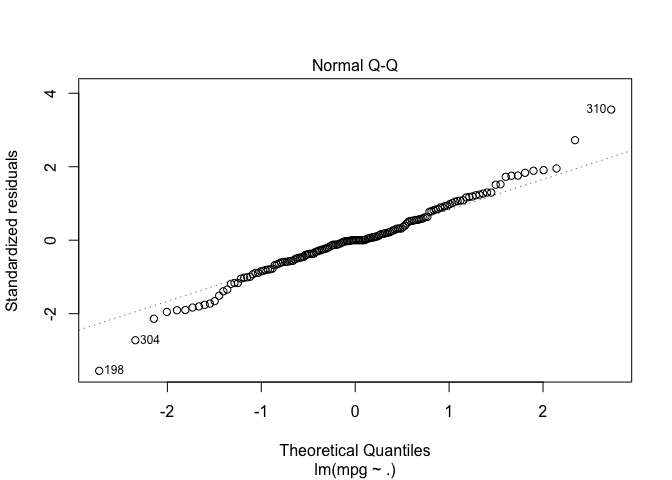 Normal Q-Q
Standardized residuals
4
2
0
-2
310
304
198
-2 -1 0 1 2
Theoretical Quantiles
lm(mpg ~ .)